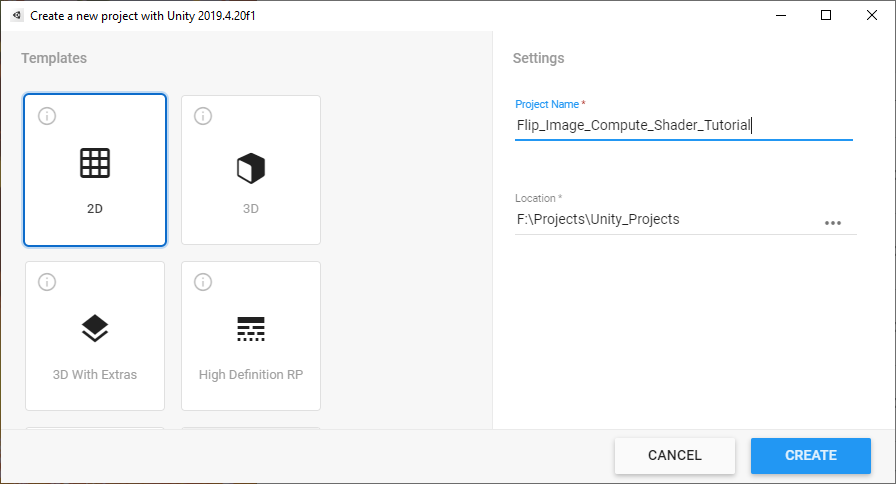 Create a new project with Unity 2019.4.20f1
Templates
2D
3D
3D With Extras
High Definition RP
Settings
Project Name *
Flip_Image_Compute_Shader_Tutorial
Location *
F:\Projects\Unity_Projects
CANCEL
CREATE